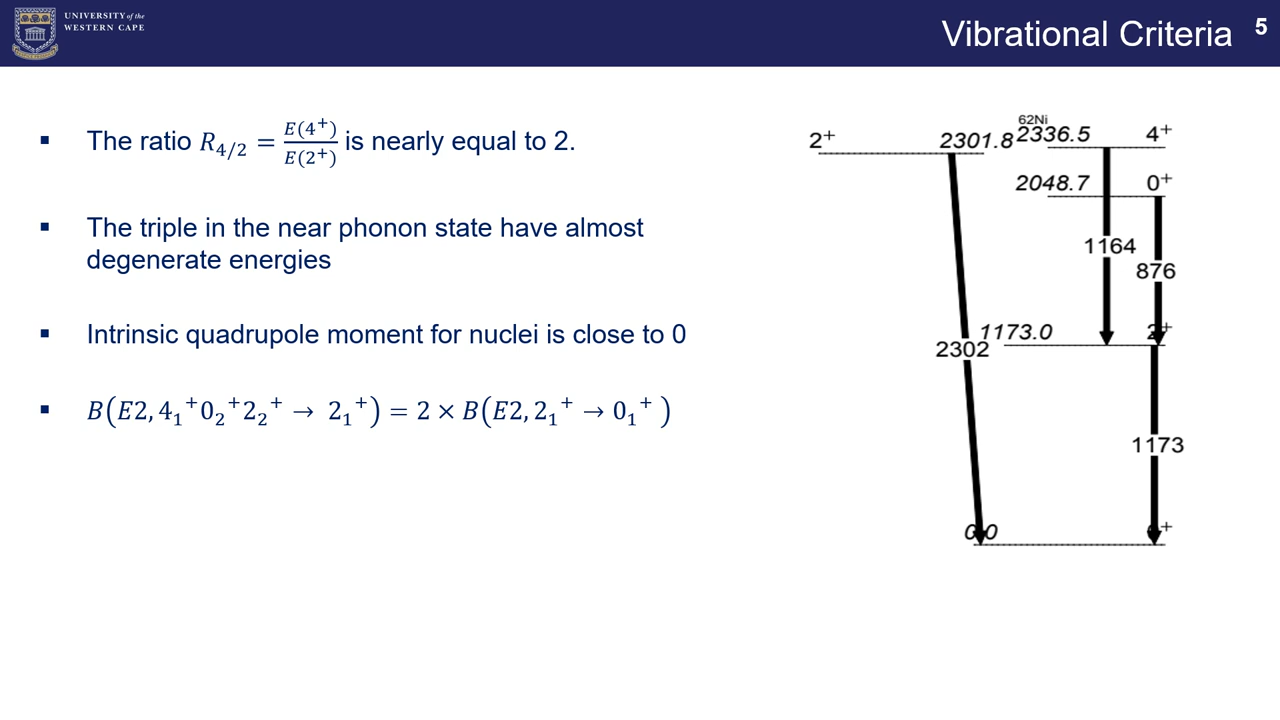 UNIVERSITY of the
WESTERN CAPE
Vibrational Criteria 5
▪ The ratio R₄/₂ = E(4⁺)/E(2⁺) is nearly equal to 2.
▪ The triple in the near phonon state have almost
degenerate energies
▪ Intrinsic quadrupole moment for nuclei is close to 0
▪ B(E2, 4₁⁺0₂⁺2₂⁺ → 2₁⁺) = 2 × B(E2, 2₁⁺ → 0₁⁺)
62Ni
2⁺ 2301.8 2336.5 4⁺
2048.7 0⁺
1164
876
1173.0 2⁺
2302
1173
0.0 ⁺